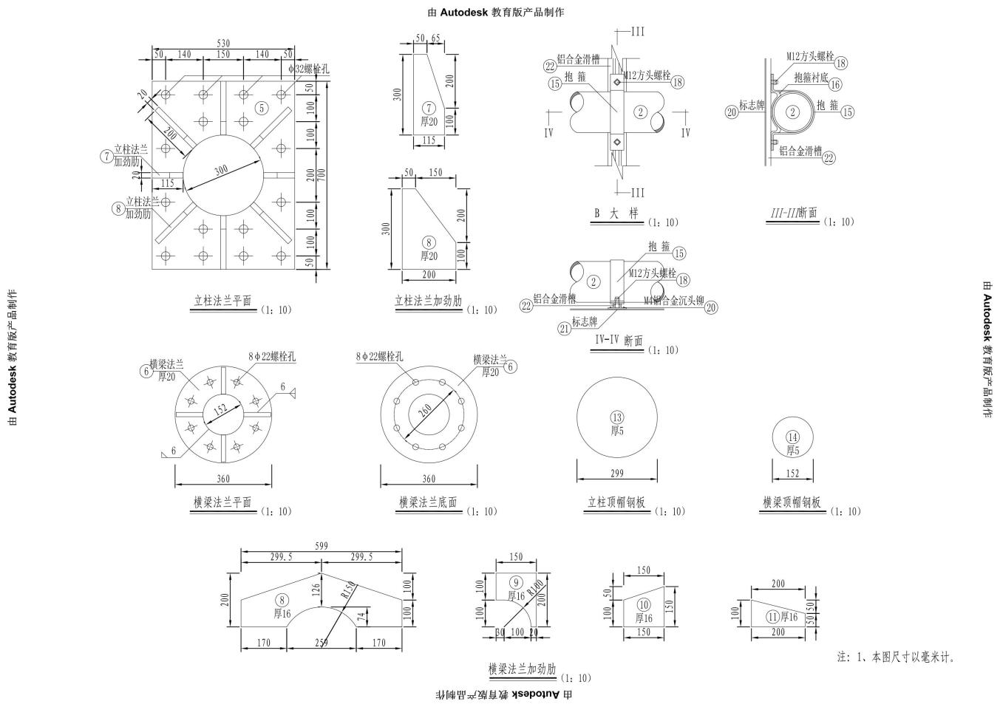 由 Autodesk 教育版产品制作
530
50 140 150 140 50
φ32螺栓孔
20
200
5
50
100
100
200
700
100
100
50
7 立柱法兰
加劲肋
20
115
300
8 立柱法兰
加劲肋
立柱法兰平面 (1: 10)
50 65
300
200
100
7
厚20
115
50 150
300
200
100
8
厚20
200
立柱法兰加劲肋 (1: 10)
III
铝合金滑槽
22
抱 箍
15
M12方头螺栓
18
2
IV IV
III
B 大 样 (1: 10)
M12方头螺栓
18
抱箍衬底
16
标志牌
20
2
抱 箍
15
铝合金滑槽
22
III-III断面 (1: 10)
抱 箍
15
2
M12方头螺栓
18
铝合金滑槽
22
M4铝合金沉头铆
20
标志牌
21
IV-IV 断面 (1: 10)
6 横梁法兰
厚20
8φ22螺栓孔
6
152
6
360
横梁法兰平面 (1: 10)
8φ22螺栓孔
横梁法兰 6
厚20
260
360
横梁法兰底面 (1: 10)
13
厚5
299
立柱顶帽钢板 (1: 10)
14
厚5
152
横梁顶帽钢板 (1: 10)
599
299.5 299.5
200
8
厚16
126
R150
74
100
100
170 259 170
150
100
100
9
厚16
R100
200
30 100 20
150
50
100
10
厚16
150
150
200
100
11 厚16
50
50
200
横梁法兰加劲肋 (1: 10)
注: 1、本图尺寸以毫米计。
由 Autodesk 教育版产品制作
由 Autodesk 教育版产品制作
由 Autodesk 教育版产品制作